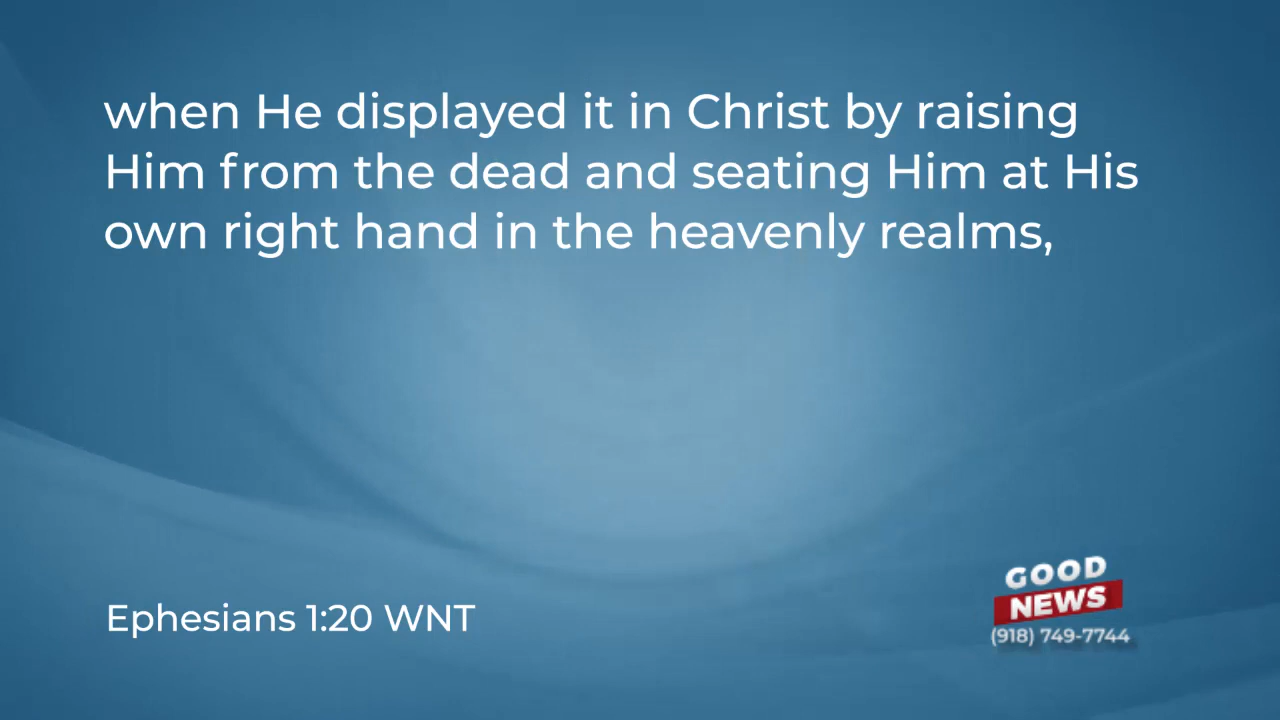 when He displayed it in Christ by raising
Him from the dead and seating Him at His
own right hand in the heavenly realms,
Ephesians 1:20 WNT
GOOD
NEWS
(918) 749-7744